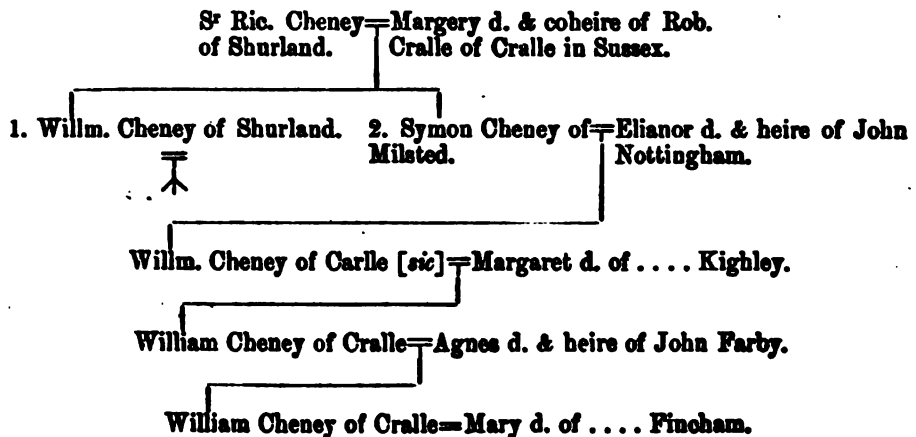 Sr Ric. Cheney=Margery d. & coheire of Rob.
of Shurland. Cralle of Cralle in Sussex.
1. Willm. Cheney of Shurland. 2. Symon Cheney of=Elianor d. & heire of John
Milsted. Nottingham.
Willm. Cheney of Carlle [sic]=Margaret d. of .... Kighley.
William Cheney of Cralle=Agnes d. & heire of John Farby.
William Cheney of Cralle=Mary d. of .... Fincham.